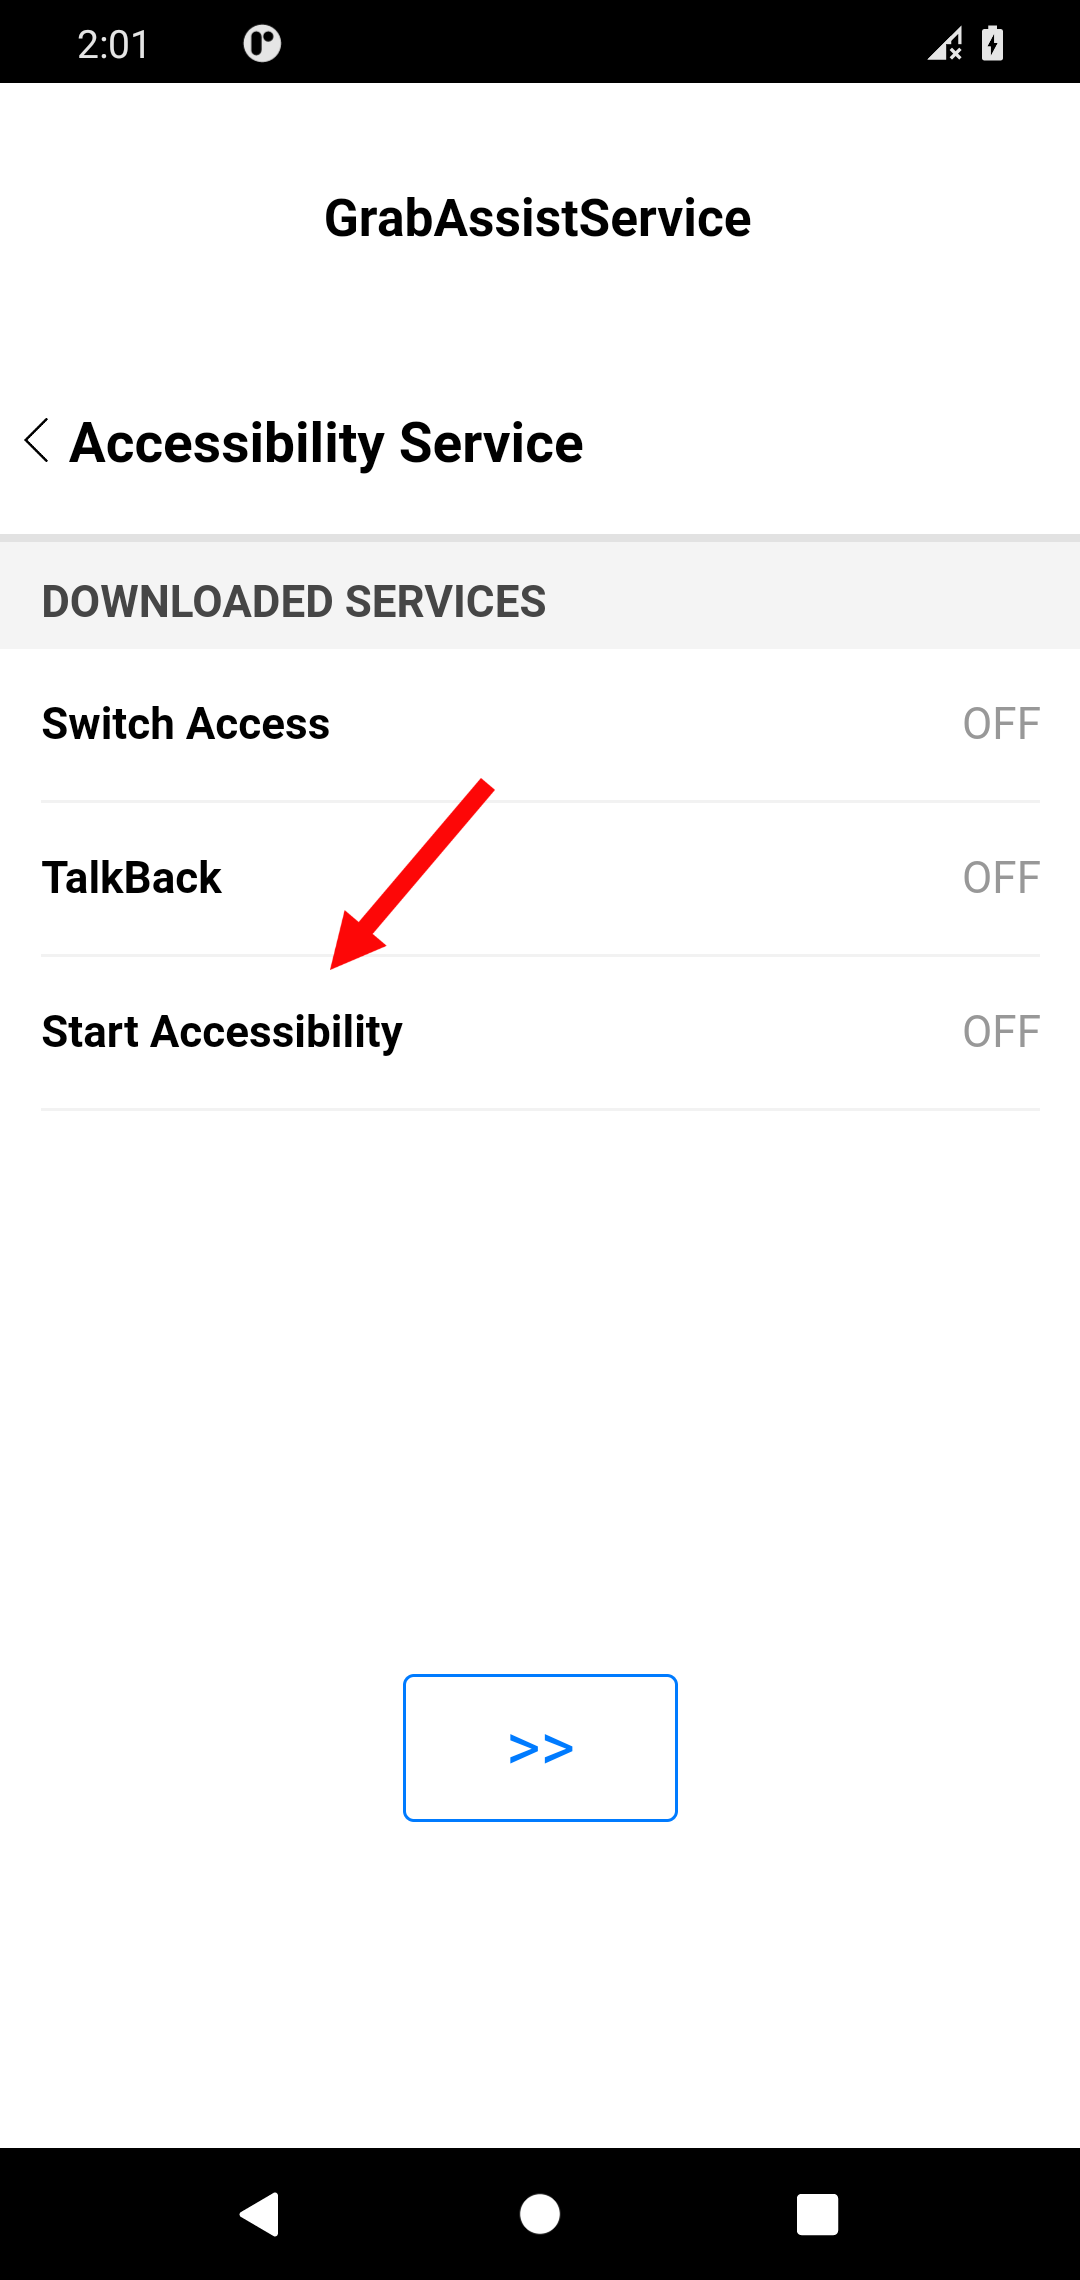 2:01
GrabAssistService
Accessibility Service
DOWNLOADED SERVICES
Switch Access OFF
TalkBack OFF
Start Accessibility OFF
>>